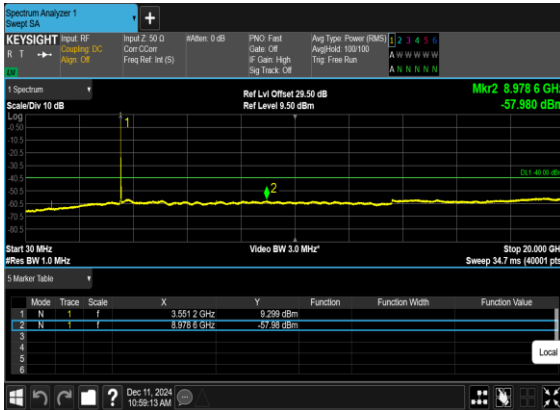 Spectrum Analyzer 1
Swept SA
+
KEYSIGHT Input: RF Input Z: 50 Ω #Atten: 0 dB PNO: Fast Avg Type: Power (RMS) 1 2 3 4 5 6
R T Coupling: DC Corr CCorr Gate: Off Avg|Hold: 100/100 A W W W W W
Align: Off Freq Ref: Int (S) IF Gain: High Trig: Free Run
LXI Sig Track: Off A N N N N N
1 Spectrum Ref Lvl Offset 29.50 dB Mkr2 8.978 6 GHz
Scale/Div 10 dB Ref Level 9.50 dBm -57.980 dBm
Log
1
-0.50
-10.5
-20.5
-30.5
DL1 -40.00 dBm
-40.5
-50.5 2
-60.5
-70.5
-80.5
Start 30 MHz Video BW 3.0 MHz* Stop 20.000 GHz
#Res BW 1.0 MHz Sweep 34.7 ms (40001 pts)
5 Marker Table
Mode Trace Scale X Y Function Function Width Function Value
1 N 1 f 3.551 2 GHz 9.299 dBm
2 N 1 f 8.978 6 GHz -57.98 dBm
3
4
5
6
Local
? Dec 11, 2024
10:59:13 AM